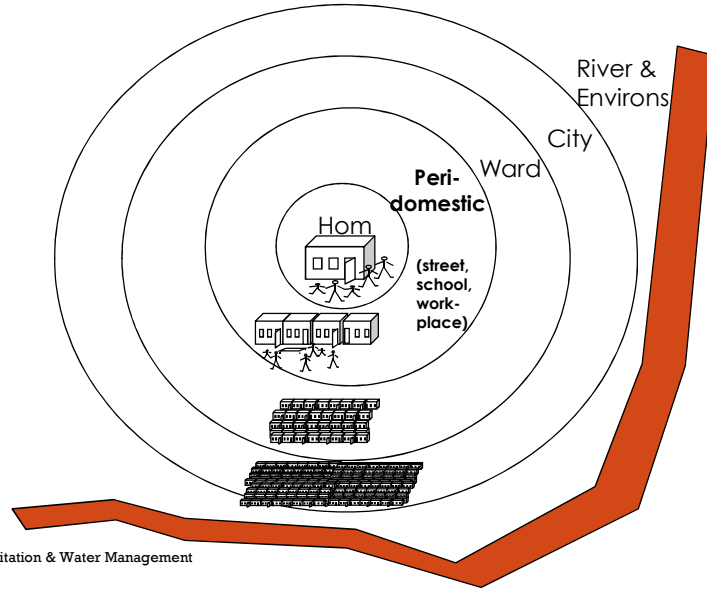 River &
Environs
City
Ward
Peri-
domestic
Hom
(street,
school,
work-
place)
itation & Water Management